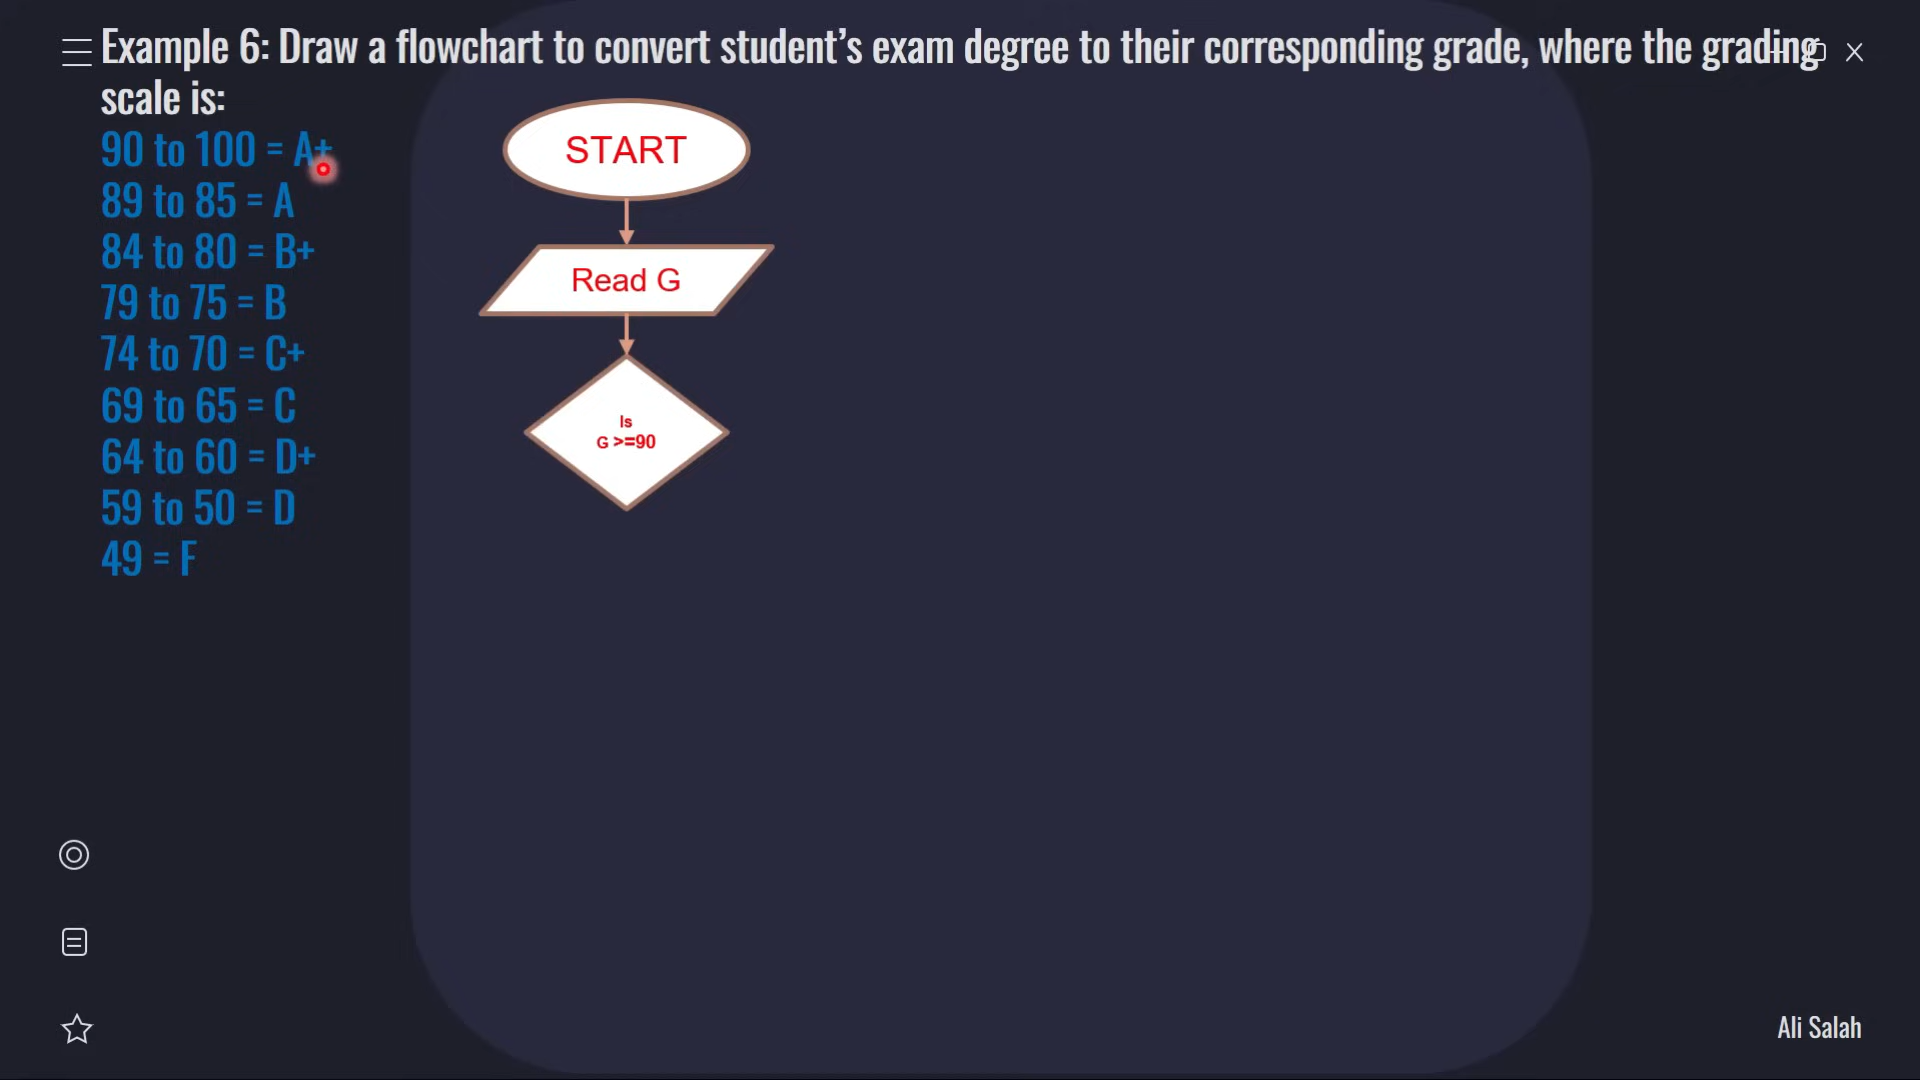 Example 6: Draw a flowchart to convert student’s exam degree to their corresponding grade, where the grading
scale is:
90 to 100 = A+
89 to 85 = A
84 to 80 = B+
79 to 75 = B
74 to 70 = C+
69 to 65 = C
64 to 60 = D+
59 to 50 = D
49 = F
START
Read G
Is
G >=90
Ali Salah